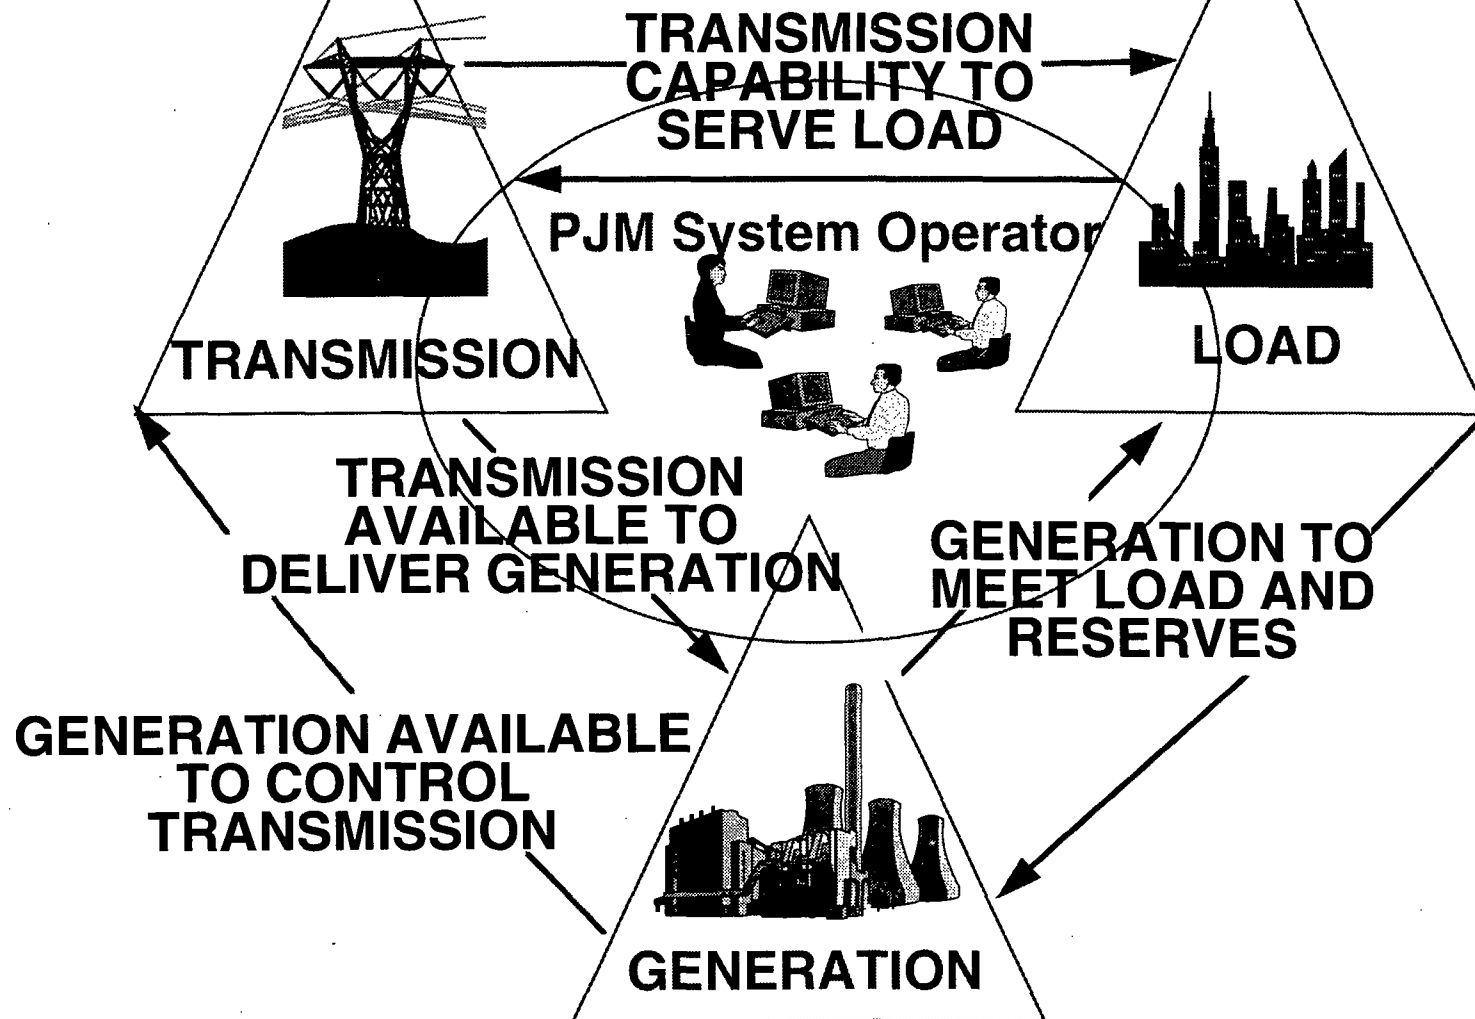 TRANSMISSION
CAPABILITY TO
SERVE LOAD
PJM System Operator
TRANSMISSION
LOAD
TRANSMISSION
AVAILABLE TO
DELIVER GENERATION
GENERATION TO
MEET LOAD AND
RESERVES
GENERATION AVAILABLE
TO CONTROL
TRANSMISSION
GENERATION